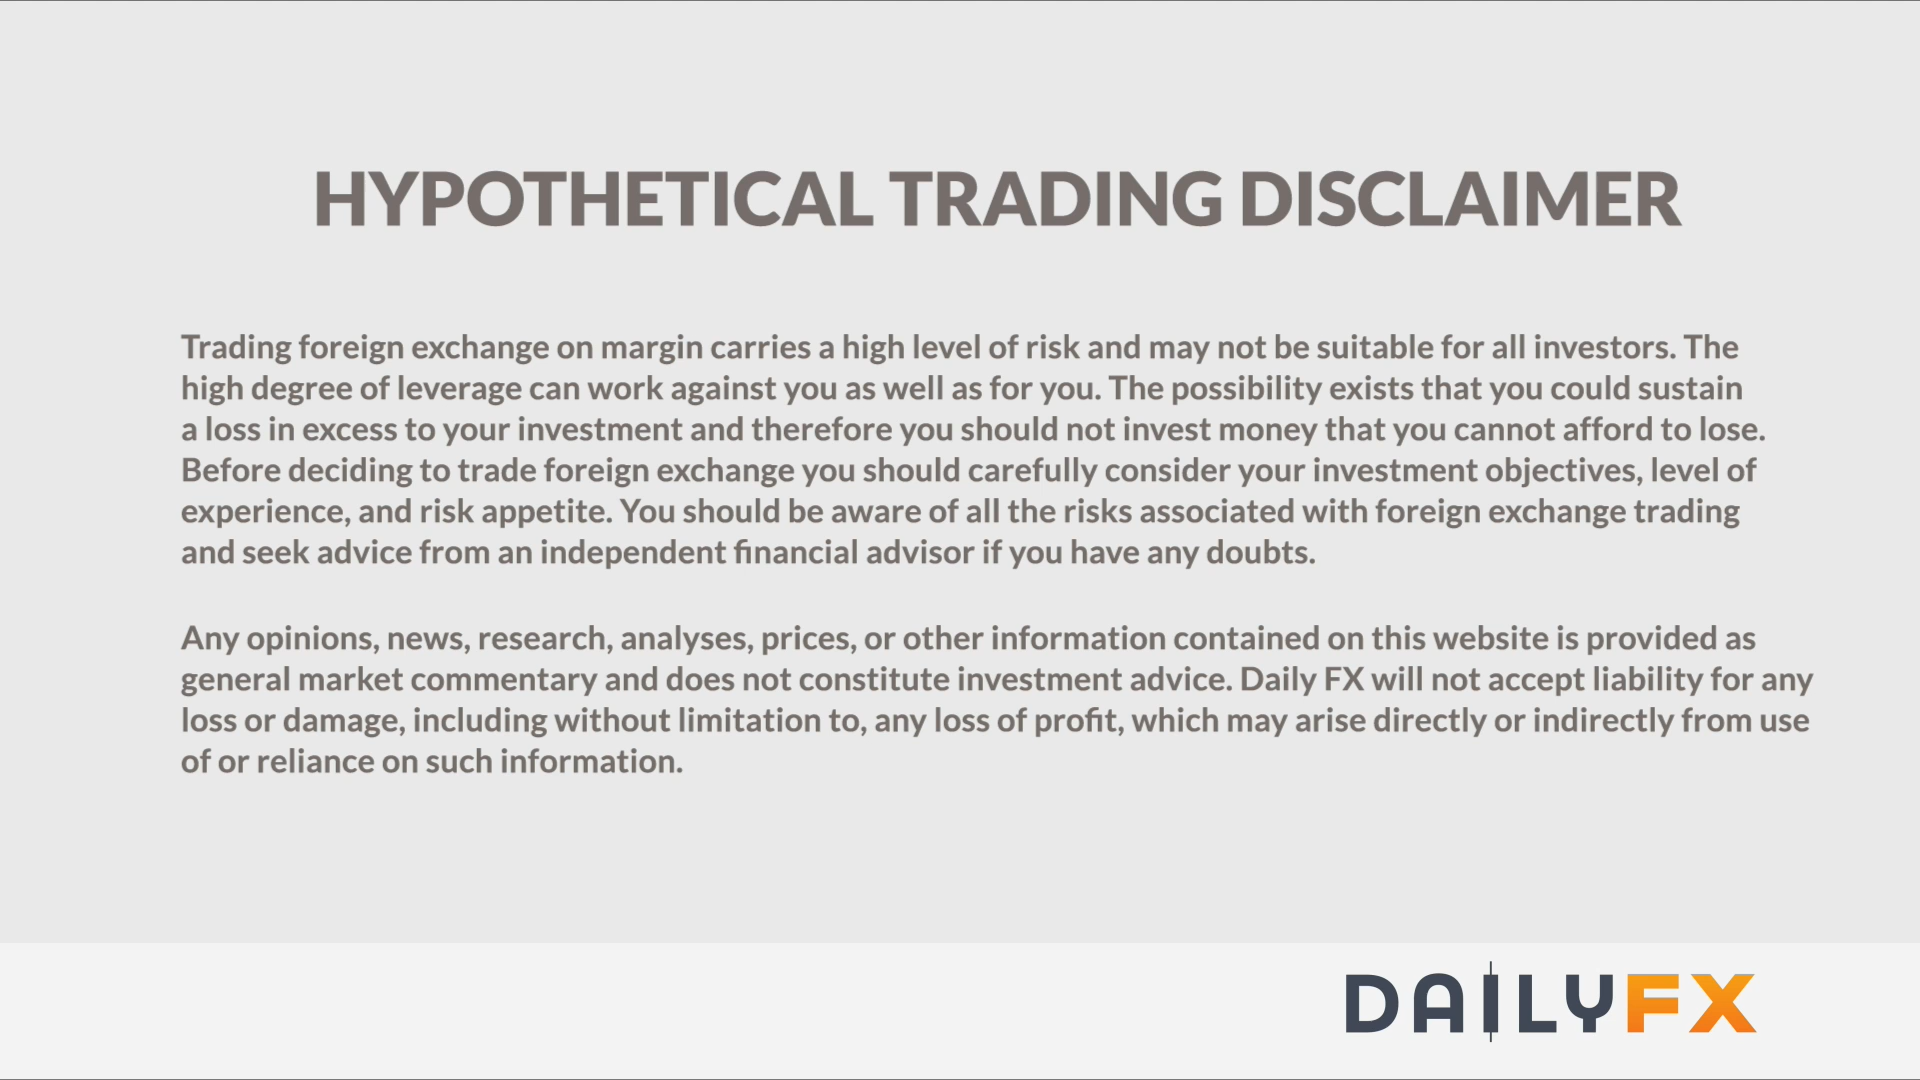 HYPOTHETICAL TRADING DISCLAIMER
Trading foreign exchange on margin carries a high level of risk and may not be suitable for all investors. The
high degree of leverage can work against you as well as for you. The possibility exists that you could sustain
a loss in excess to your investment and therefore you should not invest money that you cannot afford to lose.
Before deciding to trade foreign exchange you should carefully consider your investment objectives, level of
experience, and risk appetite. You should be aware of all the risks associated with foreign exchange trading
and seek advice from an independent financial advisor if you have any doubts.
Any opinions, news, research, analyses, prices, or other information contained on this website is provided as
general market commentary and does not constitute investment advice. Daily FX will not accept liability for any
loss or damage, including without limitation to, any loss of profit, which may arise directly or indirectly from use
of or reliance on such information.
DAILYFX